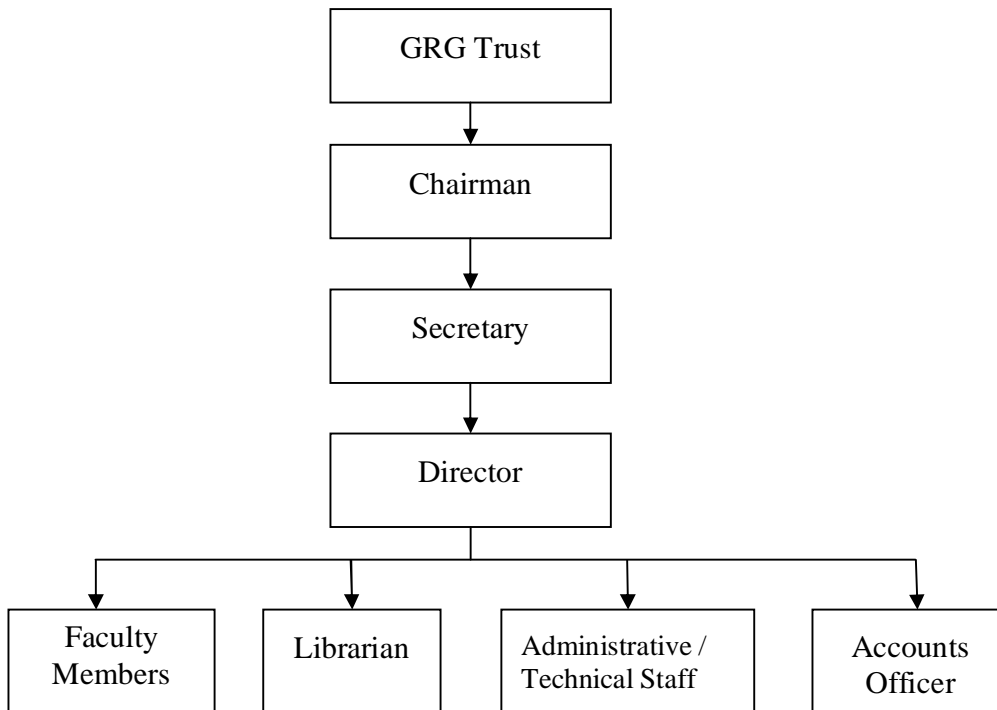 GRG Trust
Chairman
Secretary
Director
Faculty
Members
Librarian
Administrative /
Technical Staff
Accounts
Officer